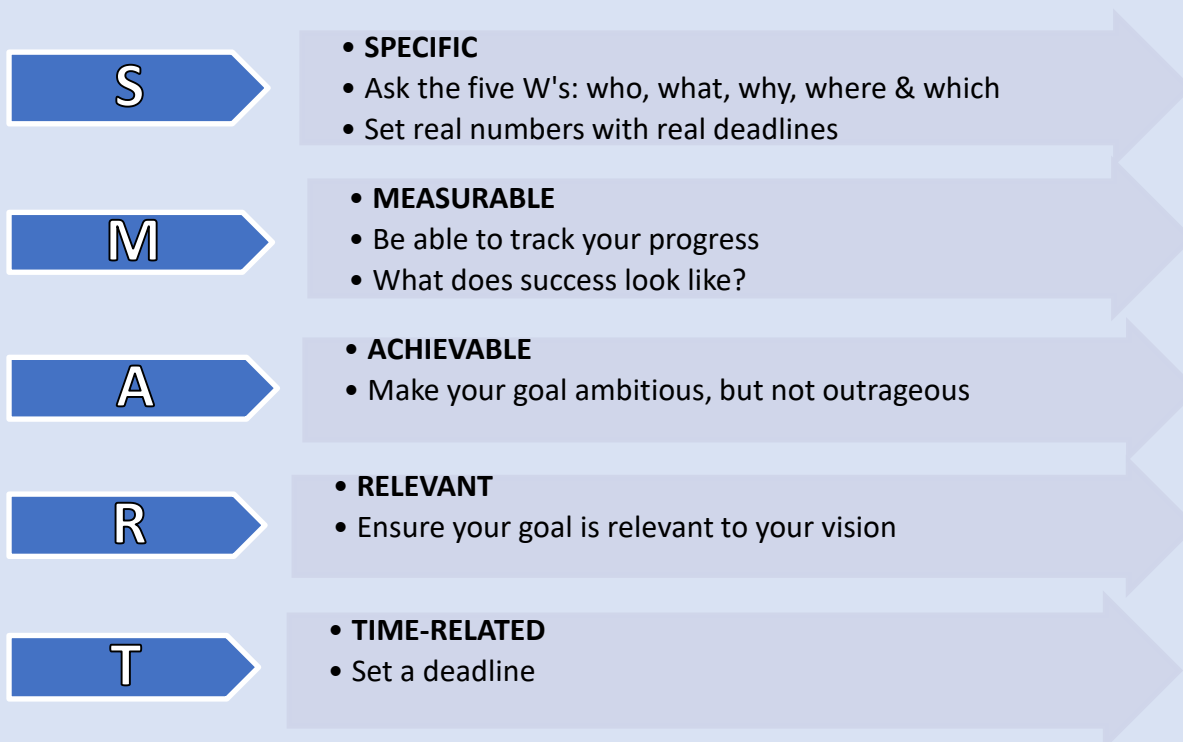 S
• SPECIFIC
• Ask the five W's: who, what, why, where & which
• Set real numbers with real deadlines
M
• MEASURABLE
• Be able to track your progress
• What does success look like?
A
• ACHIEVABLE
• Make your goal ambitious, but not outrageous
R
• RELEVANT
• Ensure your goal is relevant to your vision
T
• TIME-RELATED
• Set a deadline